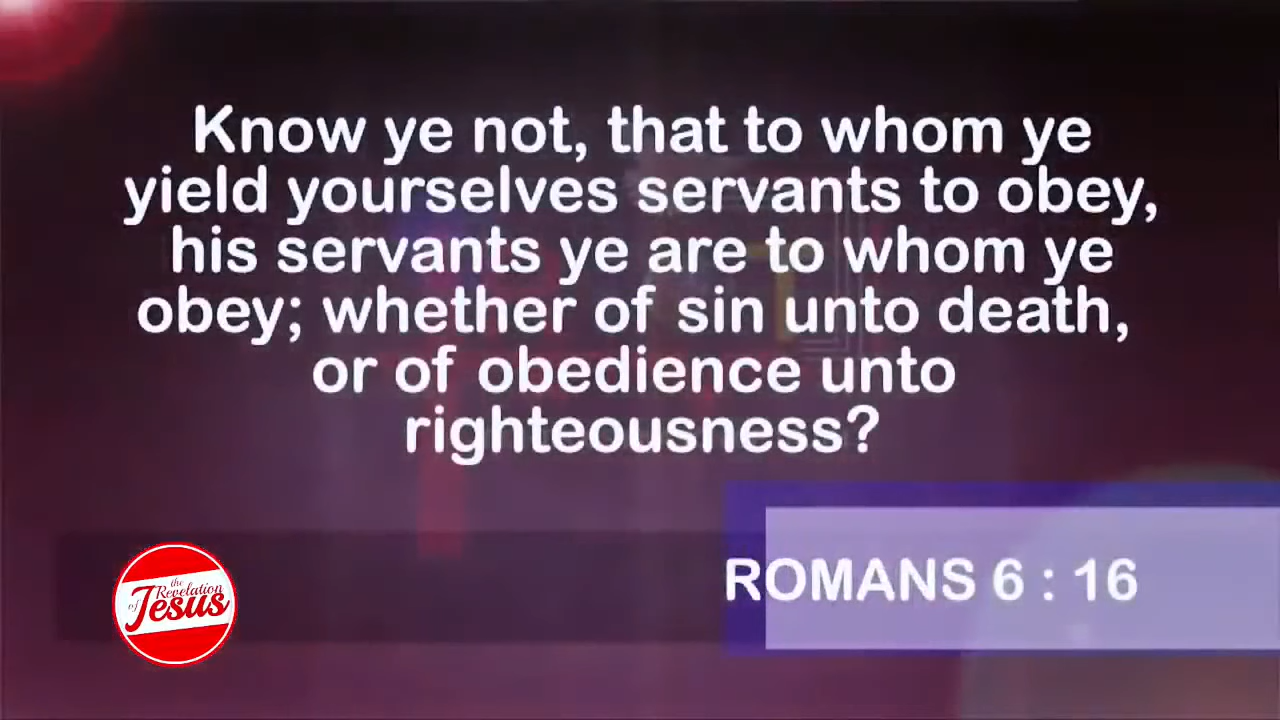 Know ye not, that to whom ye
yield yourselves servants to obey,
his servants ye are to whom ye
obey; whether of sin unto death,
or of obedience unto
righteousness?
ROMANS 6 : 16
the
Revelation
of Jesus